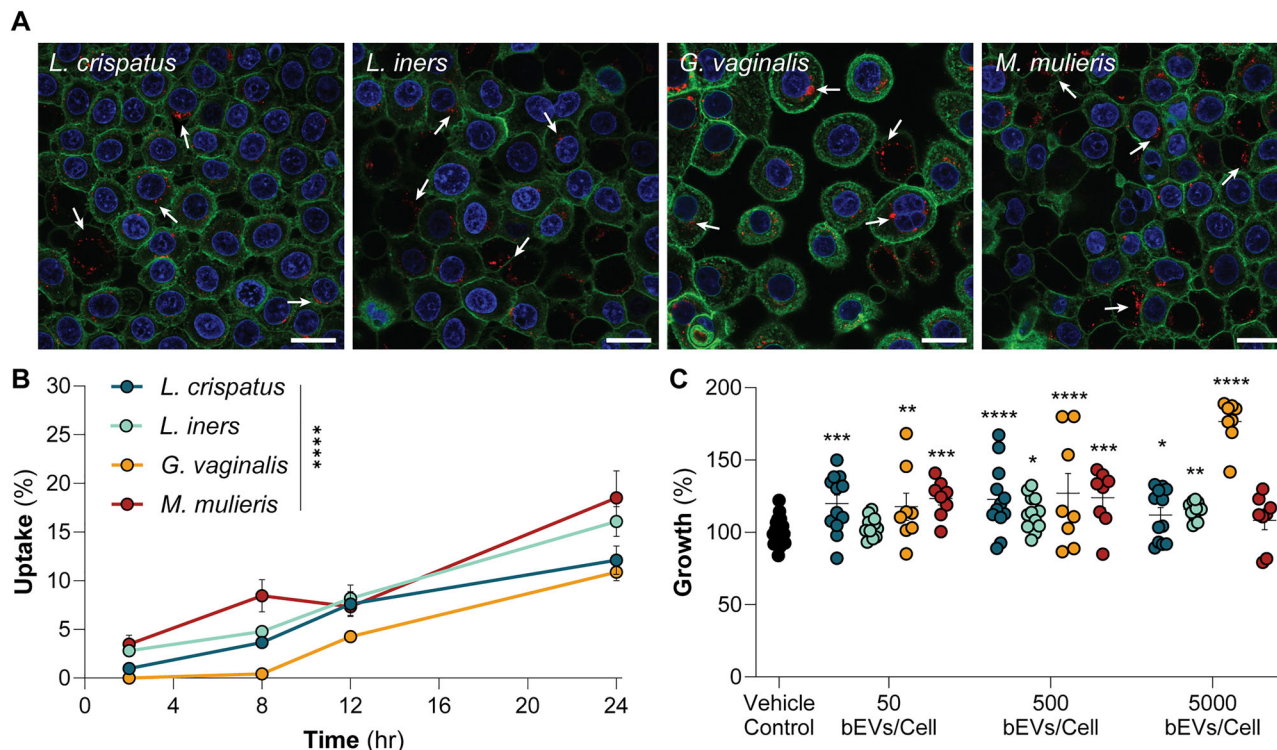 A
L. crispatus
L. iners
G. vaginalis
M. mulieris
B
30
25
20
15
10
5
0
Uptake (%)
L. crispatus
L. iners
G. vaginalis
M. mulieris
****
0
4
8
12
16
20
24
Time (hr)
C
200
150
100
50
0
Growth (%)
***
**
***
****
*
****
***
*
**
****
Vehicle
Control
50
bEVs/Cell
500
bEVs/Cell
5000
bEVs/Cell